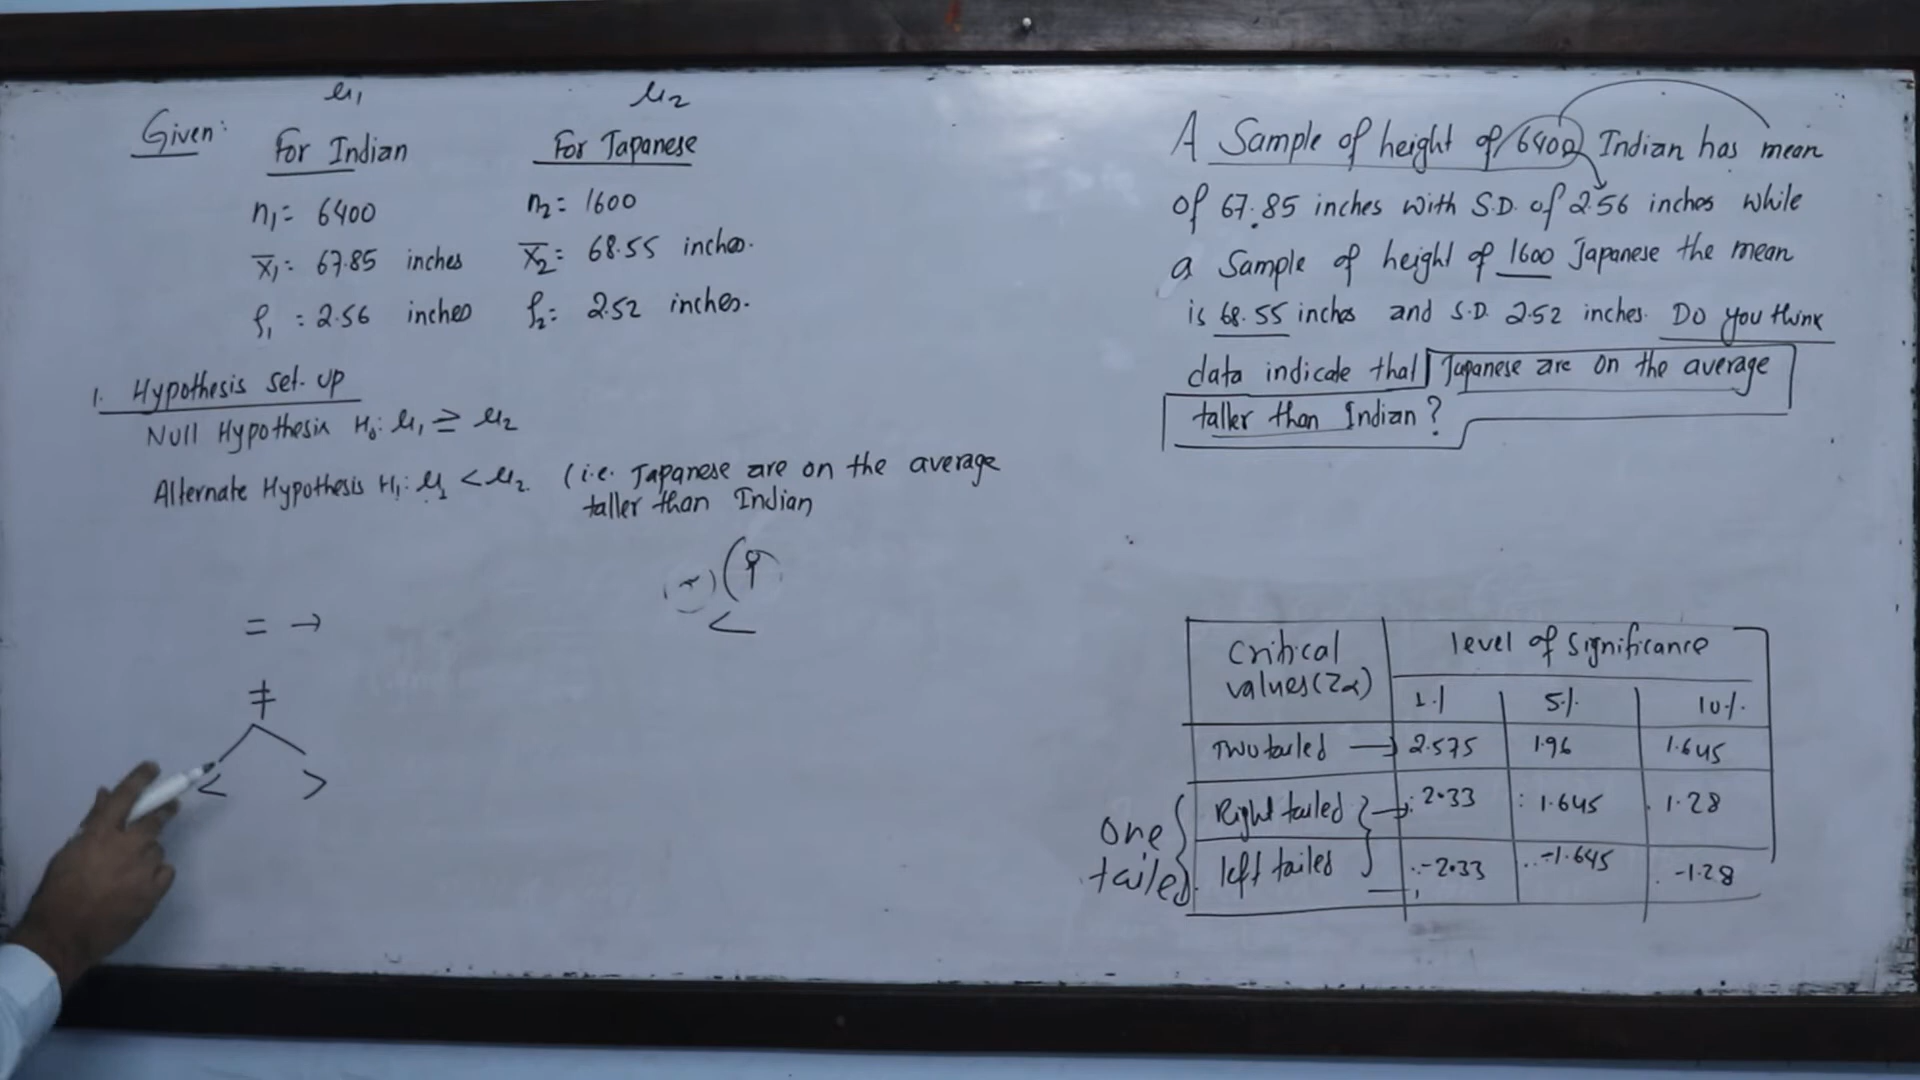 μ₁ μ₂
Given: For Indian For Japanese
n₁ = 6400 n₂ = 1600
x̄₁ = 67.85 inches x̄₂ = 68.55 inches.
ρ₁ = 2.56 inches ρ₂ = 2.52 inches.
1. Hypothesis set-up
Null Hypothesis H₀: μ₁ ≥ μ₂
Alternate Hypothesis H₁: μ₁ < μ₂ (i.e. Japanese are on the average
taller than Indian
= →
≠
< >
<
A Sample of height of 6400 Indian has mean
of 67.85 inches with S.D. of 2.56 inches while
a Sample of height of 1600 Japanese the mean
is 68.55 inches and S.D. 2.52 inches. Do you think
data indicate that Japanese are on the average
taller than Indian?
Critical level of Significance
values (Zα) 1% 5% 10%
Two tailed → 2.575 1.96 1.645
One Right tailed → 2.33 1.645 1.28
tailed. left tailed → -2.33 -1.645 -1.28